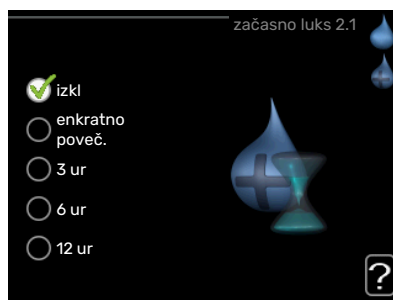 začasno luks 2.1
izkl
enkratno
poveč.
3 ur
6 ur
12 ur
?